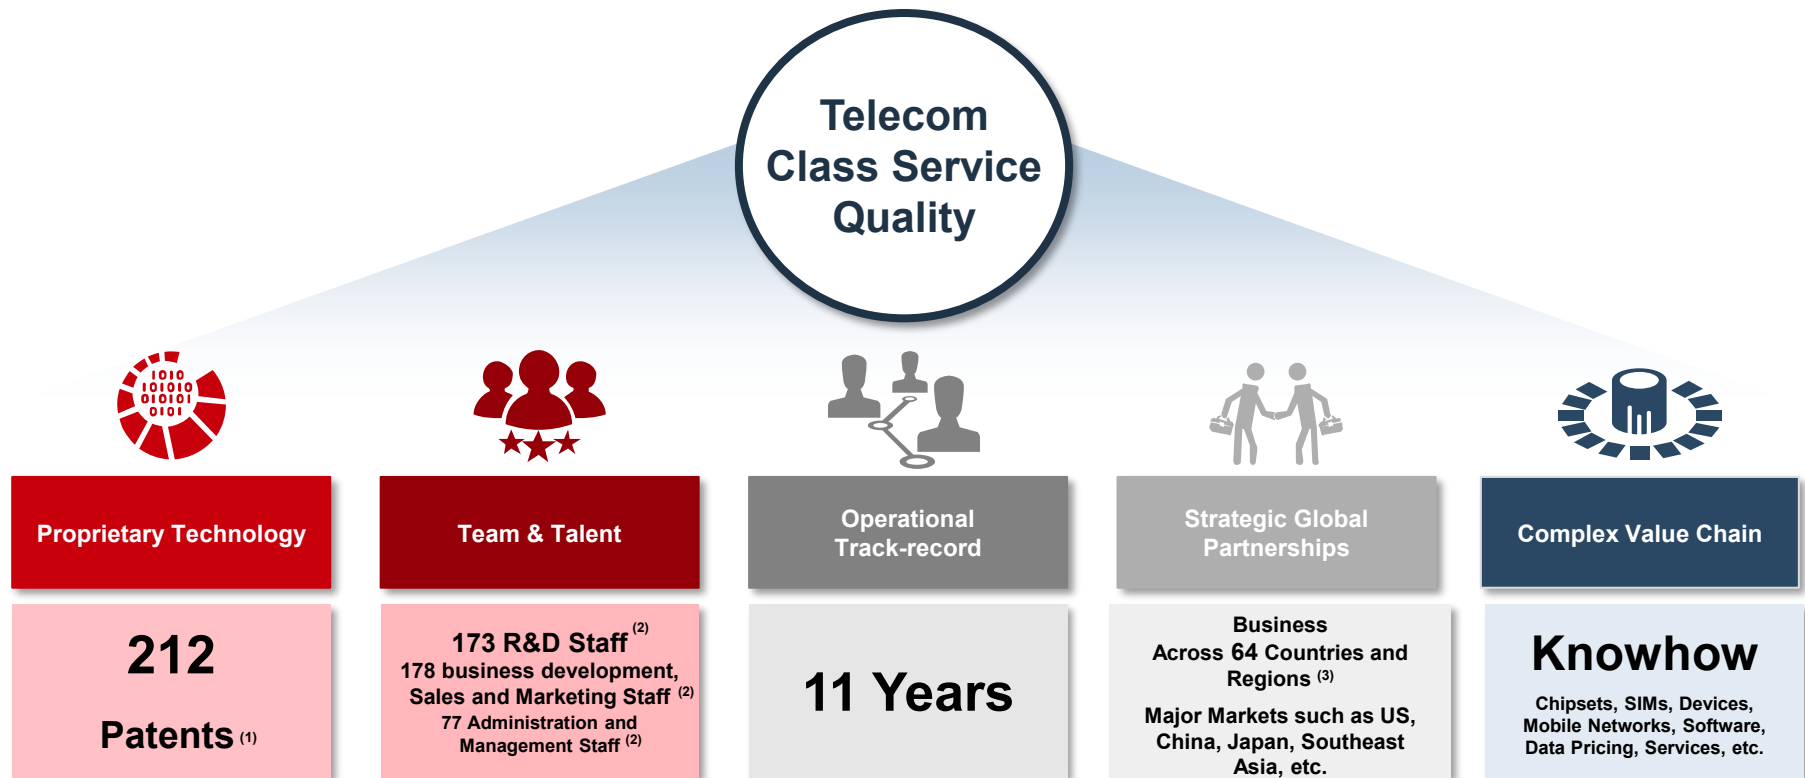 Telecom
Class Service
Quality
1010
101010
010101
0101
Proprietary Technology
Team & Talent
Operational
Track-record
Strategic Global
Partnerships
Complex Value Chain
212
Patents (1)
173 R&D Staff (2)
178 business development,
Sales and Marketing Staff (2)
77 Administration and
Management Staff (2)
11 Years
Business
Across 64 Countries and
Regions (3)
Major Markets such as US,
China, Japan, Southeast
Asia, etc.
Knowhow
Chipsets, SIMs, Devices,
Mobile Networks, Software,
Data Pricing, Services, etc.